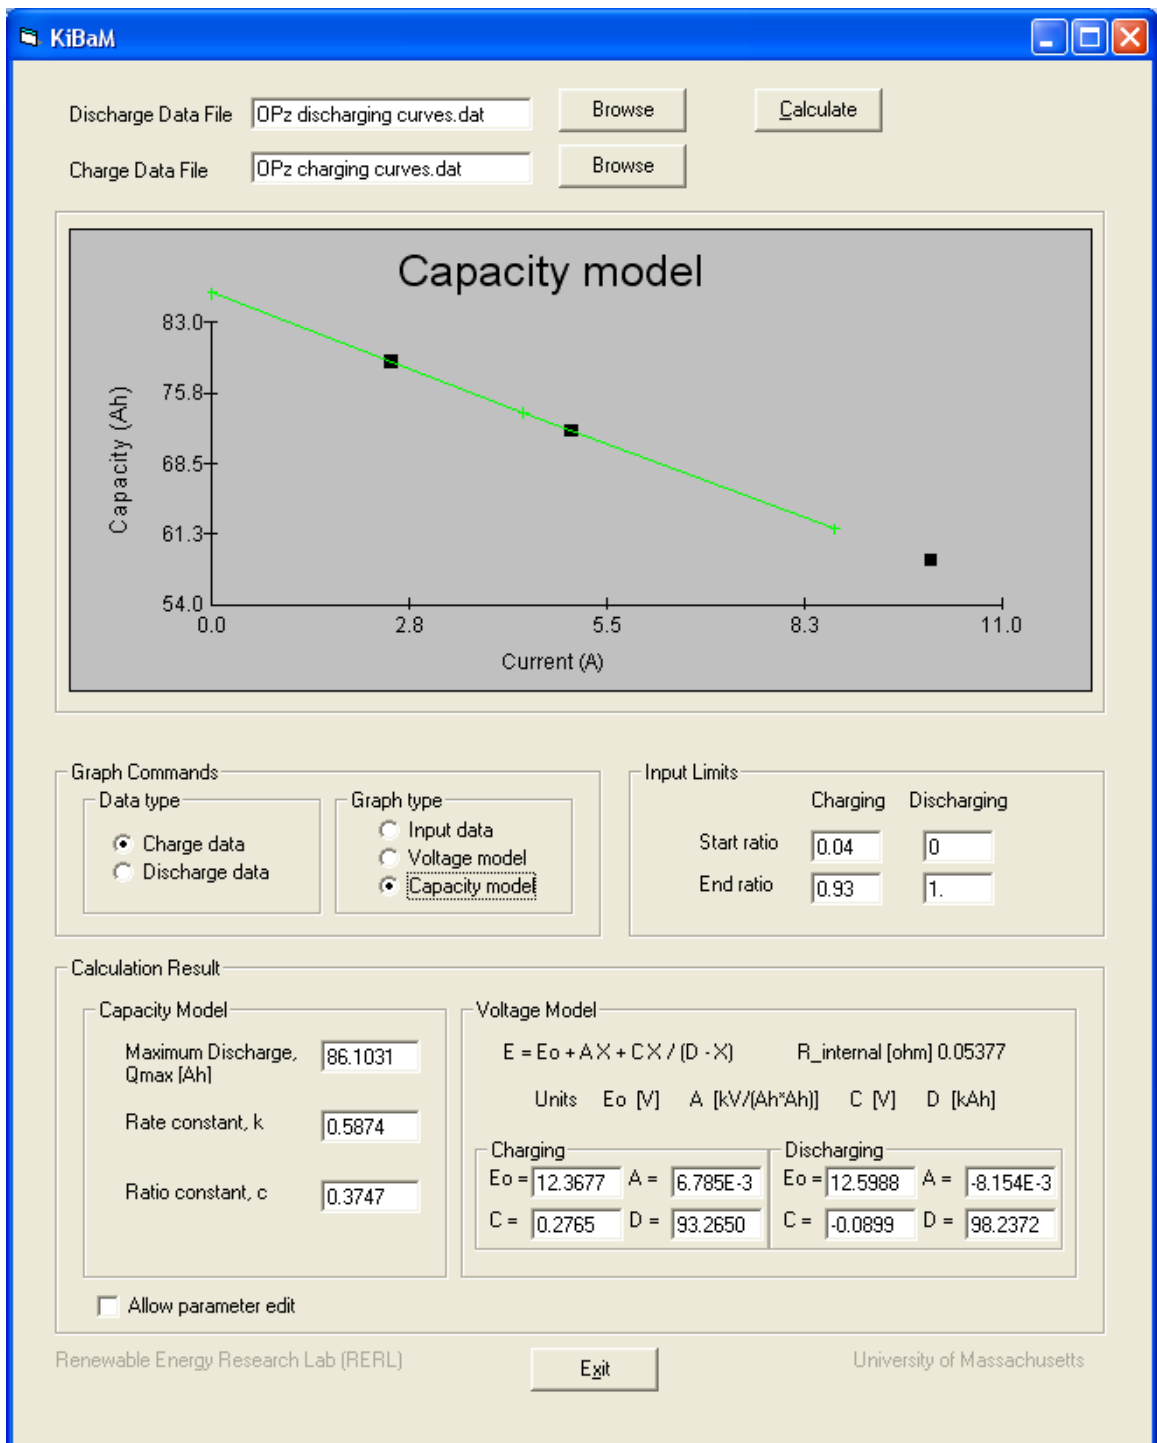 KiBaM
Discharge Data File OPz discharging curves.dat Browse Calculate
Charge Data File OPz charging curves.dat Browse
Capacity model
83.0
75.8
68.5
61.3
54.0
Capacity (Ah)
0.0 2.8 5.5 8.3 11.0
Current (A)
Graph Commands
Data type
Charge data
Discharge data
Graph type
Input data
Voltage model
Capacity model
Input Limits
Charging Discharging
Start ratio 0.04 0
End ratio 0.93 1.
Calculation Result
Capacity Model
Maximum Discharge,
Qmax [Ah] 86.1031
Rate constant, k 0.5874
Ratio constant, c 0.3747
Voltage Model
E = Eo + A X + C X / (D - X) R_internal [ohm] 0.05377
Units Eo [V] A [kV/(Ah*Ah)] C [V] D [kAh]
Charging
Eo = 12.3677 A = 6.785E-3
C = 0.2765 D = 93.2650
Discharging
Eo = 12.5988 A = -8.154E-3
C = -0.0899 D = 98.2372
Allow parameter edit
Renewable Energy Research Lab (RERL) Exit University of Massachusetts